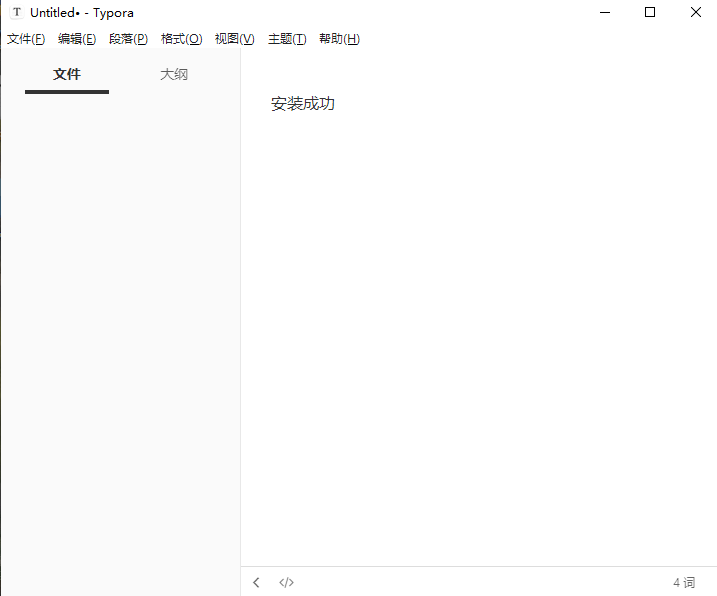 T Untitled• - Typora
文件(F) 编辑(E) 段落(P) 格式(O) 视图(V) 主题(T) 帮助(H)
文件 大纲
安装成功
</> 4 词